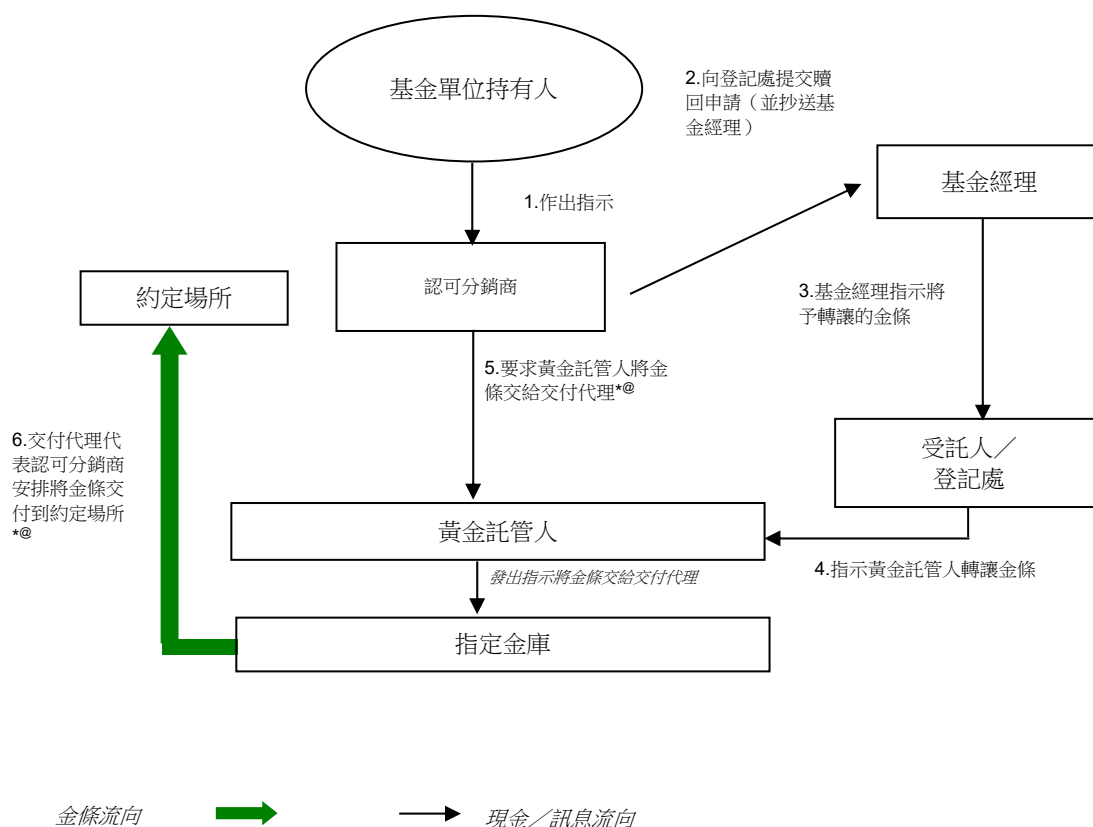 基金單位持有人
2.向登記處提交贖
回申請（並抄送基
金經理）
基金經理
1.作出指示
認可分銷商
約定場所
3.基金經理指示將
予轉讓的金條
5.要求黃金託管人將金
條交給交付代理*@
6.交付代理代
表認可分銷商
安排將金條交
付到約定場所
*@
受託人／
登記處
黃金託管人
4.指示黃金託管人轉讓金條
發出指示將金條交給交付代理
指定金庫
金條流向
現金／訊息流向